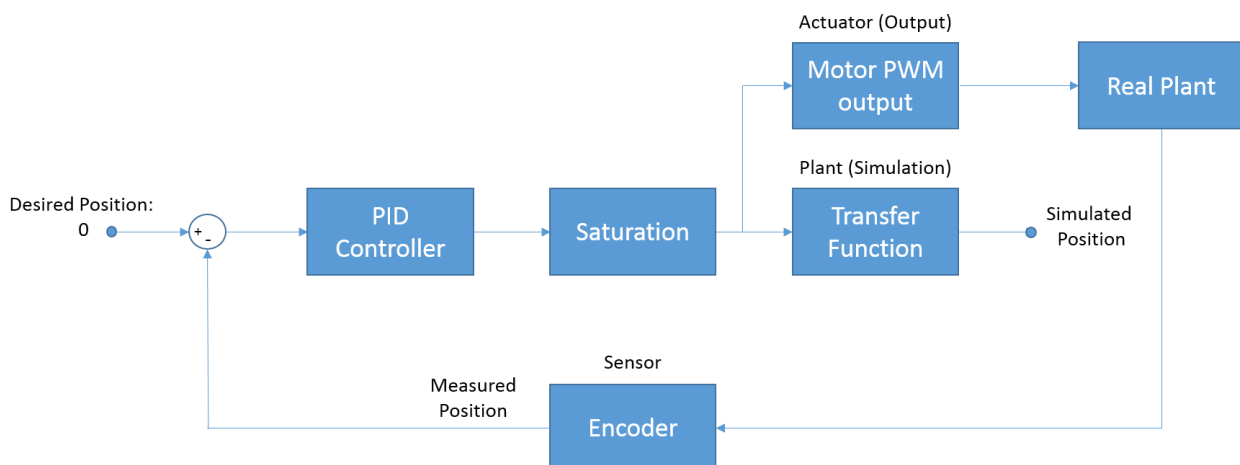 Actuator (Output)
Motor PWM
output
Real Plant
Plant (Simulation)
Desired Position:
0
+
-
PID
Controller
Saturation
Transfer
Function
Simulated
Position
Sensor
Measured
Position
Encoder